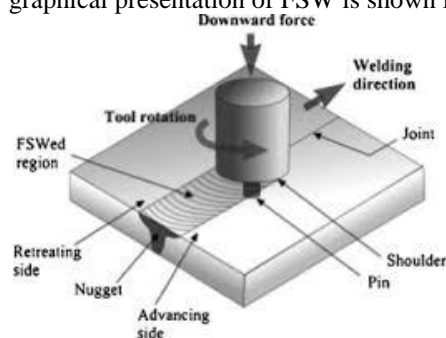 graphical presentation of FSW is shown
Downward force
Welding
direction
Tool rotation
Joint
FSWed
region
Retreating
side
Shoulder
Nugget
Pin
Advancing
side